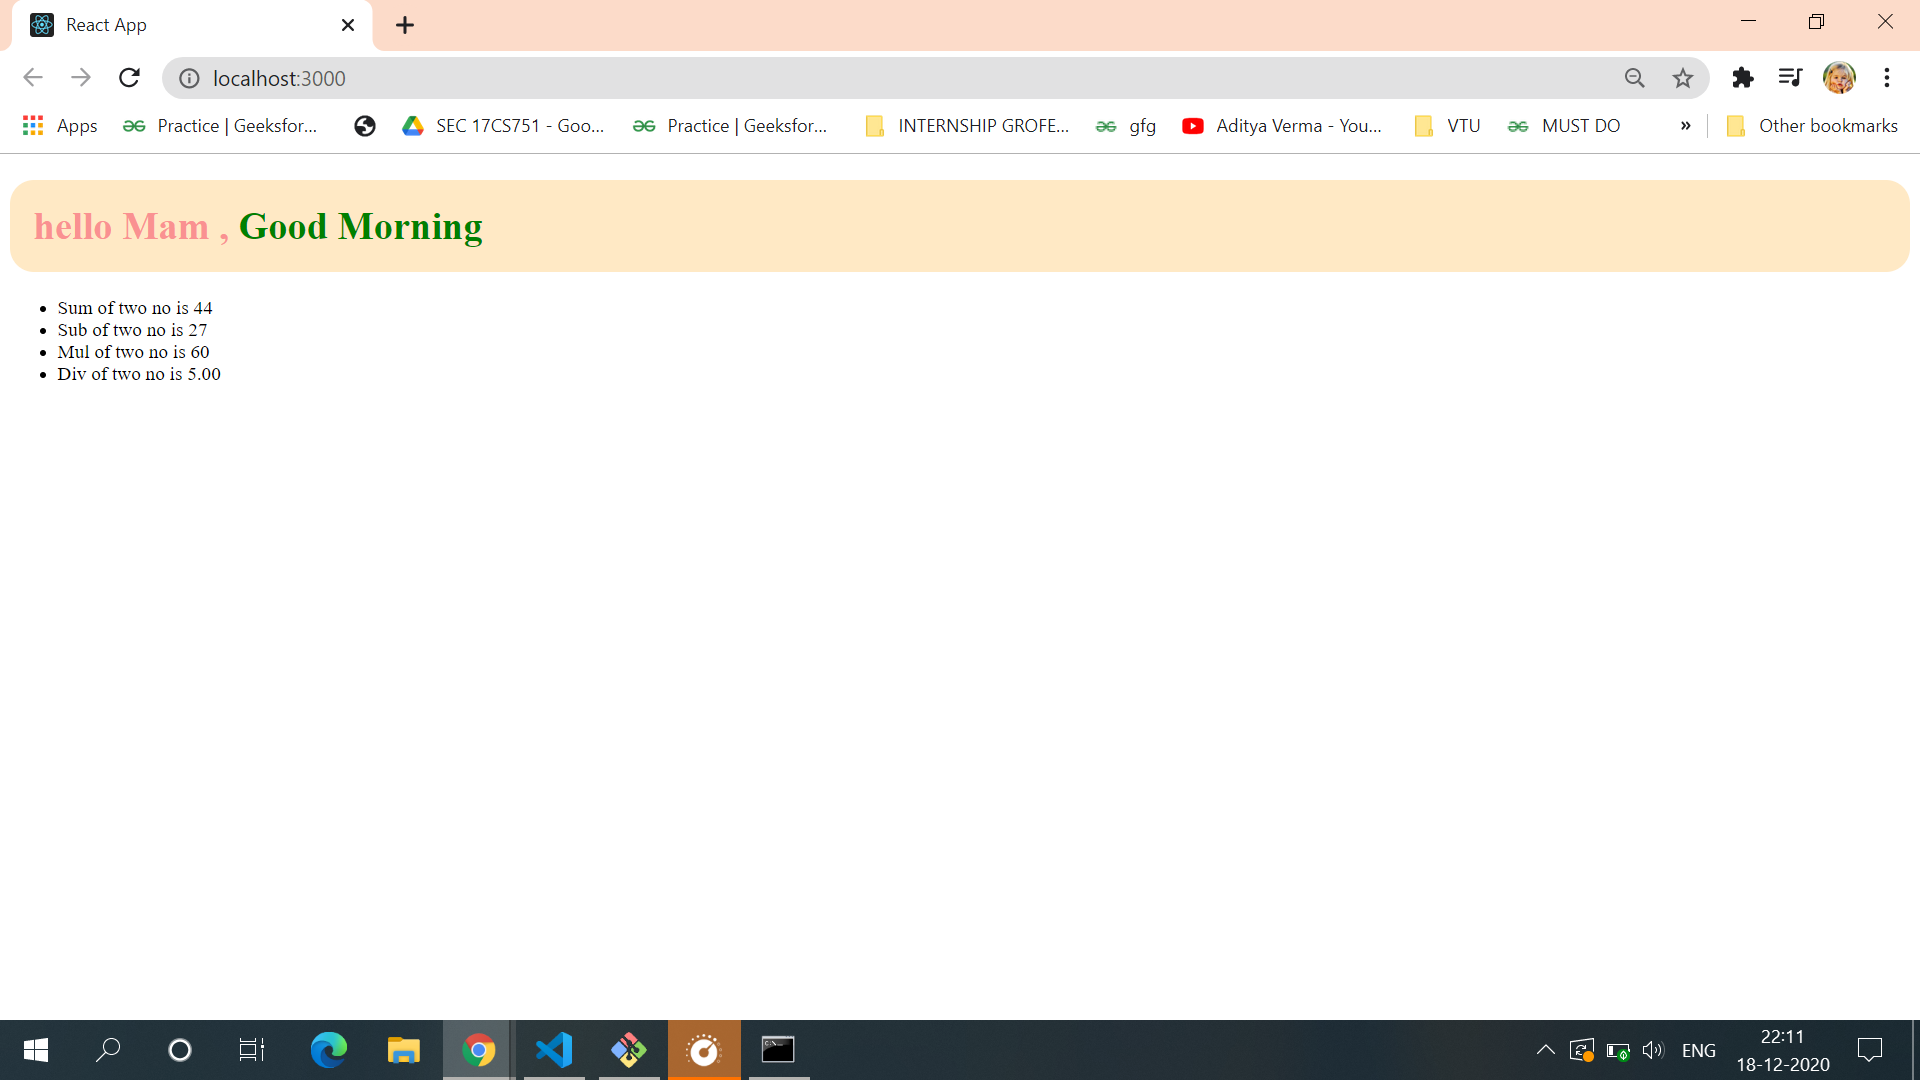 React App
localhost:3000
Apps Practice | Geeksfor... SEC 17CS751 - Goo... Practice | Geeksfor... INTERNSHIP GROFE... gfg Aditya Verma - You... VTU MUST DO » Other bookmarks
hello Mam , Good Morning
• Sum of two no is 44
• Sub of two no is 27
• Mul of two no is 60
• Div of two no is 5.00
ENG 22:11
18-12-2020